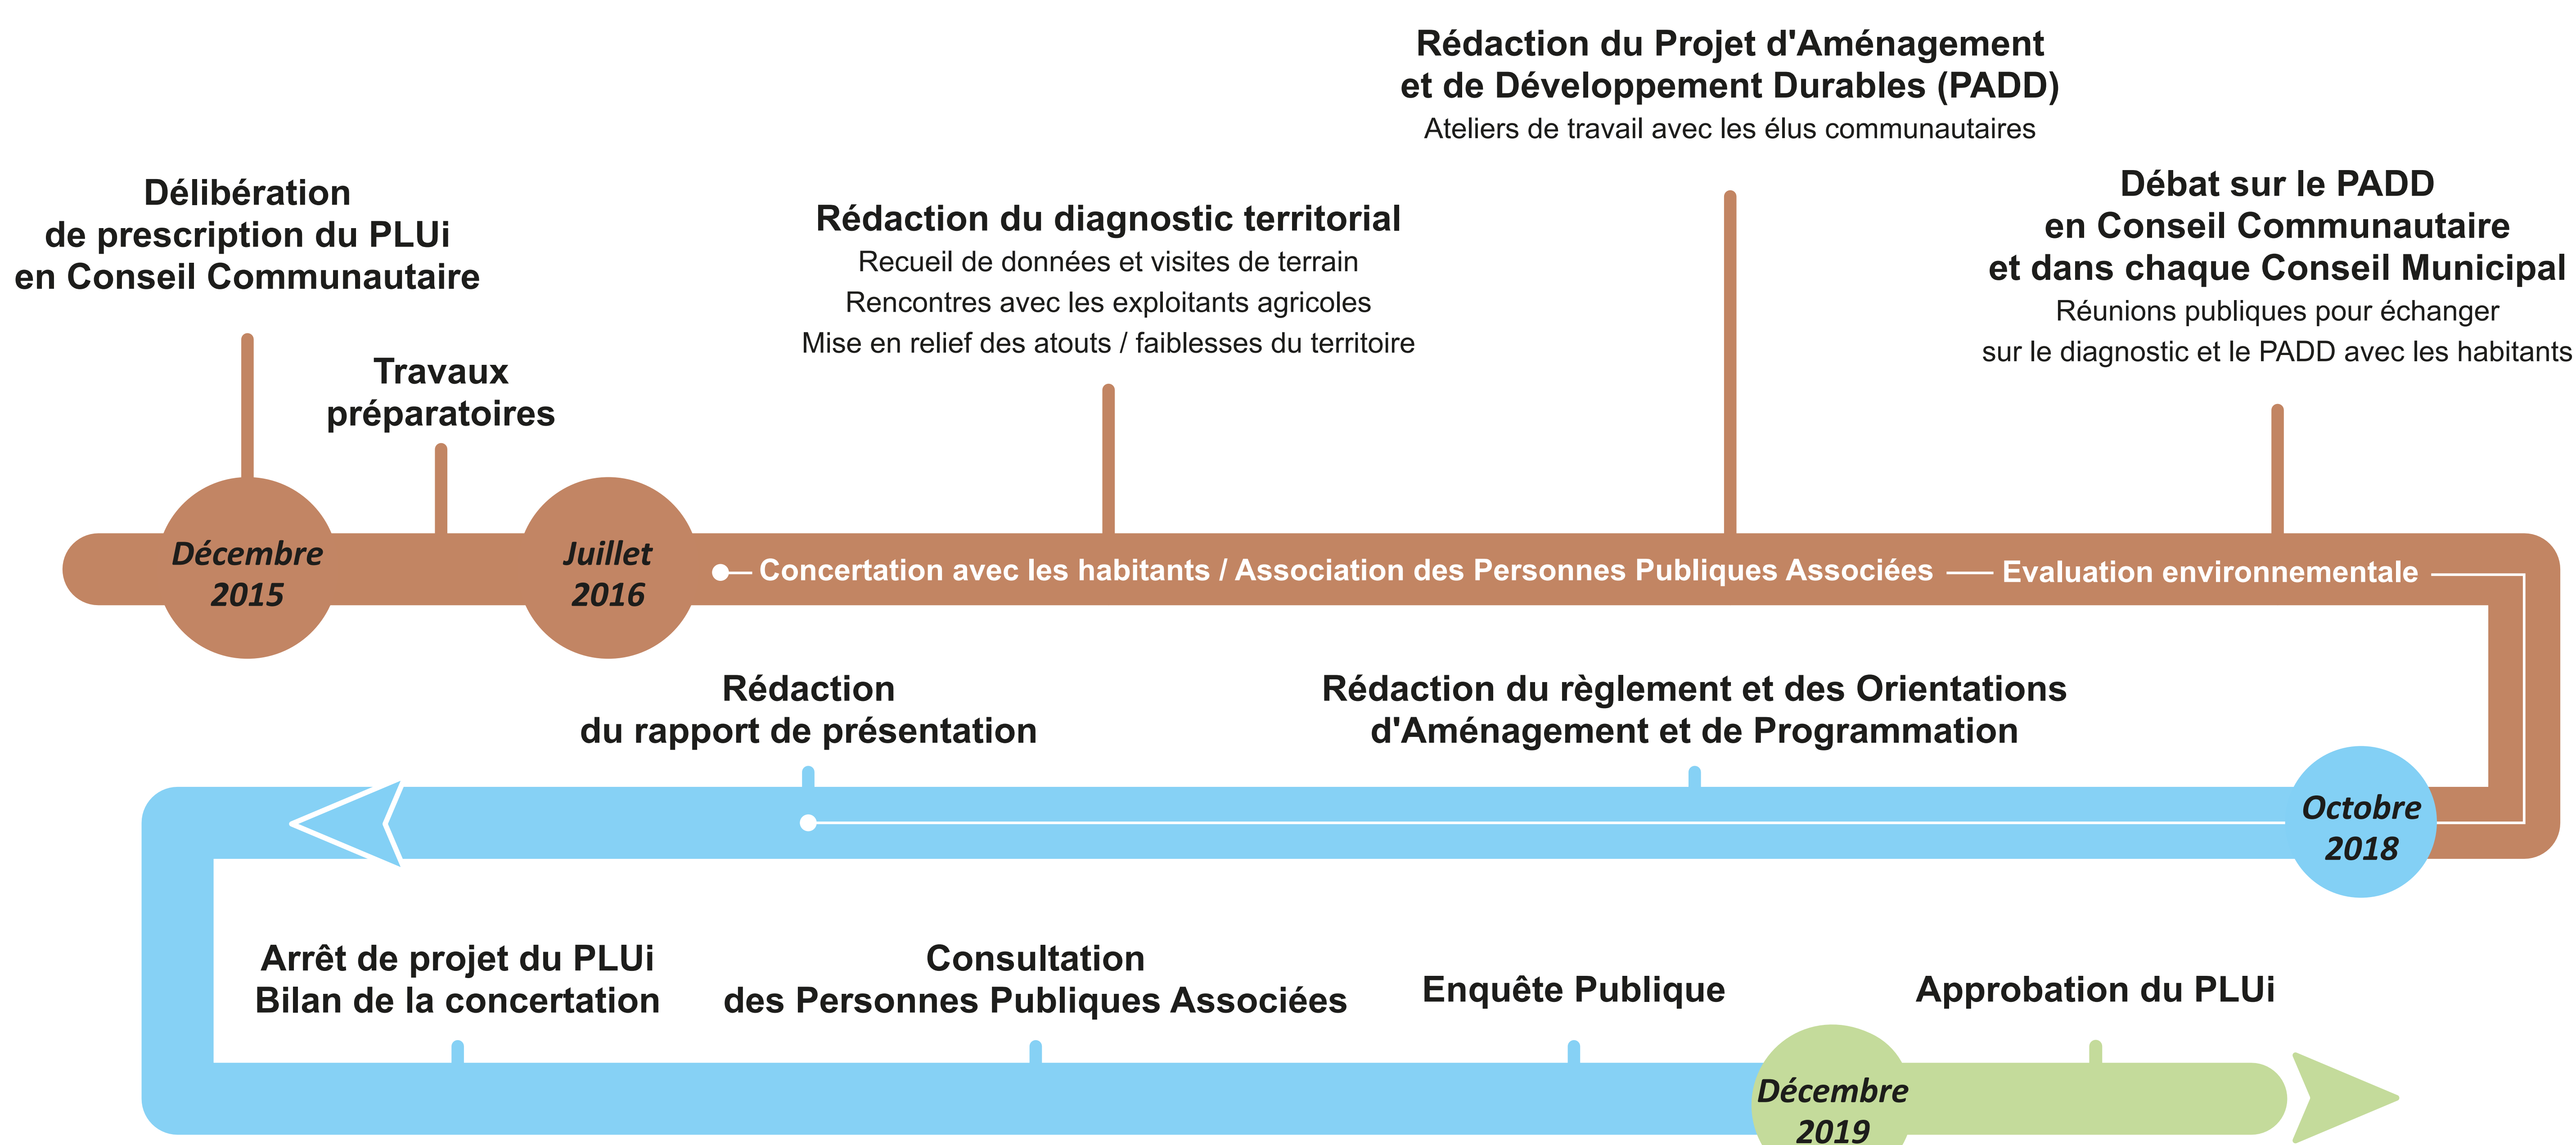 Rédaction du Projet d'Aménagement
et de Développement Durables (PADD)
Ateliers de travail avec les élus communautaires
Délibération
de prescription du PLUi
en Conseil Communautaire
Travaux
préparatoires
Rédaction du diagnostic territorial
Recueil de données et visites de terrain
Rencontres avec les exploitants agricoles
Mise en relief des atouts / faiblesses du territoire
Débat sur le PADD
en Conseil Communautaire
et dans chaque Conseil Municipal
Réunions publiques pour échanger
sur le diagnostic et le PADD avec les habitants
Décembre
2015
Juillet
2016
Concertation avec les habitants / Association des Personnes Publiques Associées
Evaluation environnementale
Rédaction
du rapport de présentation
Rédaction du règlement et des Orientations
d'Aménagement et de Programmation
Octobre
2018
Arrêt de projet du PLUi
Bilan de la concertation
Consultation
des Personnes Publiques Associées
Enquête Publique
Approbation du PLUi
Décembre
2019